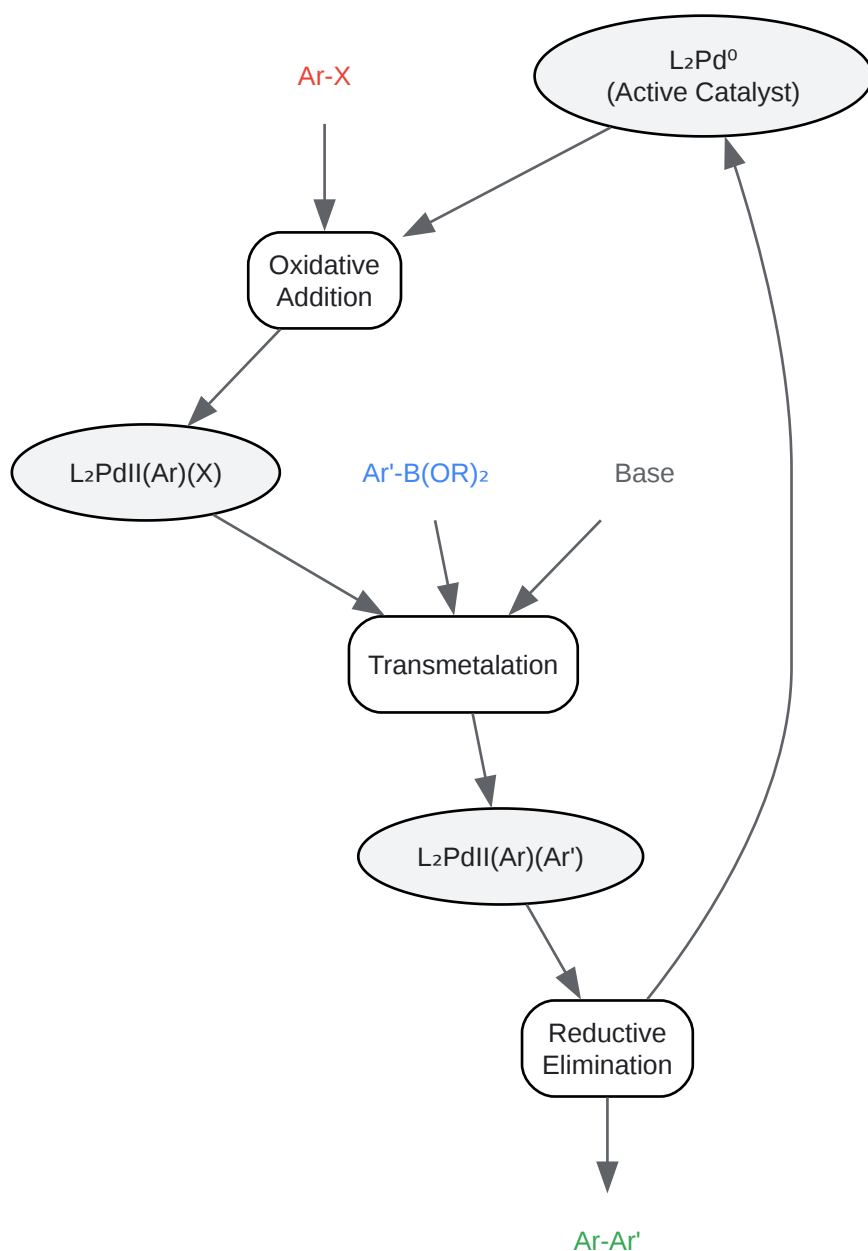 Ar-X
L₂Pd⁰
(Active Catalyst)
Oxidative
Addition
L₂PdII(Ar)(X)
Ar'-B(OR)₂
Base
Transmetalation
L₂PdII(Ar)(Ar')
Reductive
Elimination
Ar-Ar'